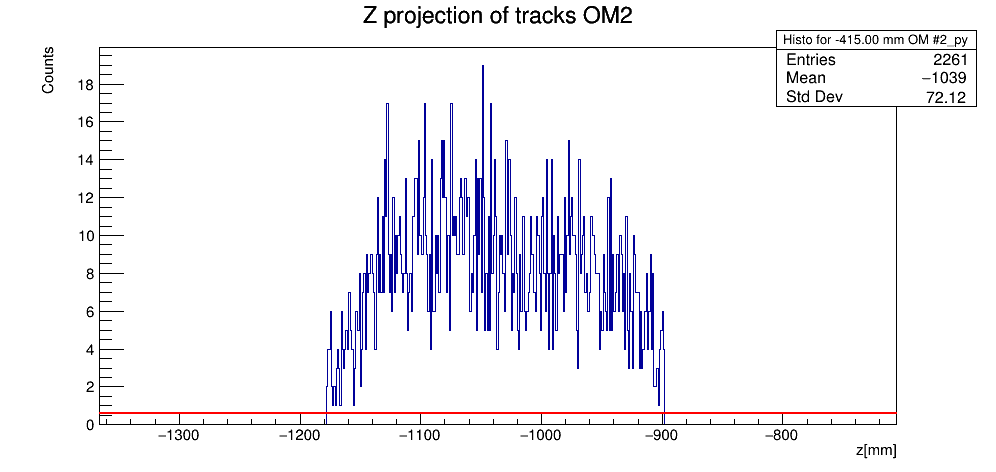 Z projection of tracks OM2
Histo for -415.00 mm OM #2_py
Entries 2261
Mean −1039
Std Dev 72.12
Counts
18
16
14
12
10
8
6
4
2
0
−1300 −1200 −1100 −1000 −900 −800
z[mm]